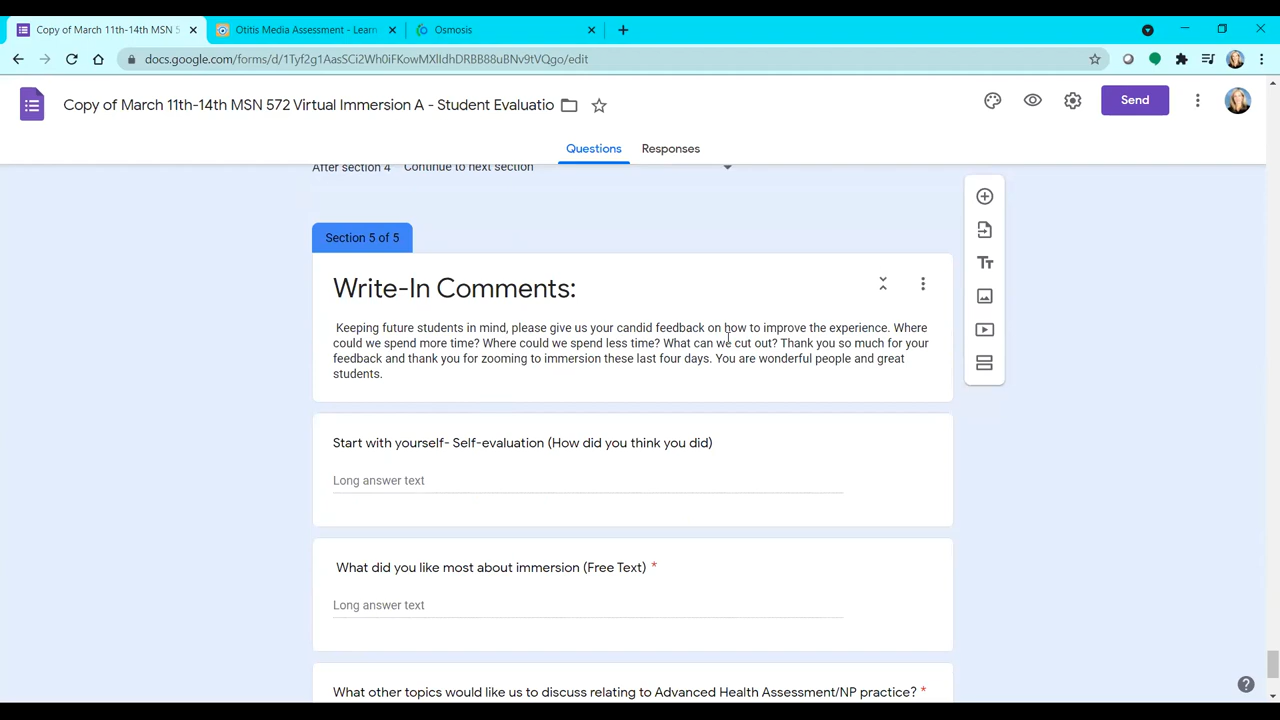 Copy of March 11th-14th MSN 5
Otitis Media Assessment - Learn
Osmosis
docs.google.com/forms/d/1Tyf2g1AasSCi2Wh0iFKowMXlIdhDRBB88uBNv9tVQgo/edit
Copy of March 11th-14th MSN 572 Virtual Immersion A - Student Evaluatio
Send
Questions
Responses
After section 4 Continue to next section
Section 5 of 5
Write-In Comments:
Keeping future students in mind, please give us your candid feedback on how to improve the experience. Where
could we spend more time? Where could we spend less time? What can we cut out? Thank you so much for your
feedback and thank you for zooming to immersion these last four days. You are wonderful people and great
students.
Start with yourself- Self-evaluation (How did you think you did)
Long answer text
What did you like most about immersion (Free Text) *
Long answer text
What other topics would like us to discuss relating to Advanced Health Assessment/NP practice? *